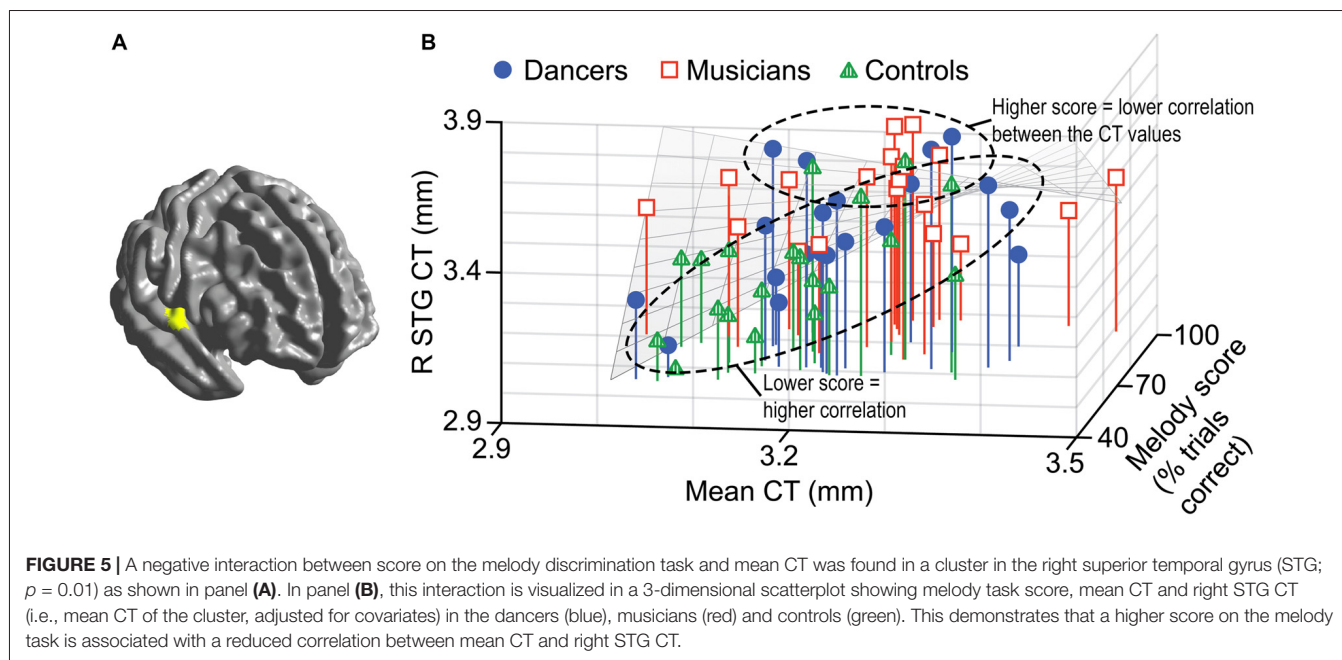 A
B
Dancers Musicians Controls
Higher score = lower correlation
between the CT values
3.9
3.4
2.9
R STG CT (mm)
Lower score =
higher correlation
2.9
3.2
3.5
Mean CT (mm)
100
70
40
Melody score
(% trials
correct)
FIGURE 5 | A negative interaction between score on the melody discrimination task and mean CT was found in a cluster in the right superior temporal gyrus (STG;
p = 0.01) as shown in panel (A). In panel (B), this interaction is visualized in a 3-dimensional scatterplot showing melody task score, mean CT and right STG CT
(i.e., mean CT of the cluster, adjusted for covariates) in the dancers (blue), musicians (red) and controls (green). This demonstrates that a higher score on the melody
task is associated with a reduced correlation between mean CT and right STG CT.